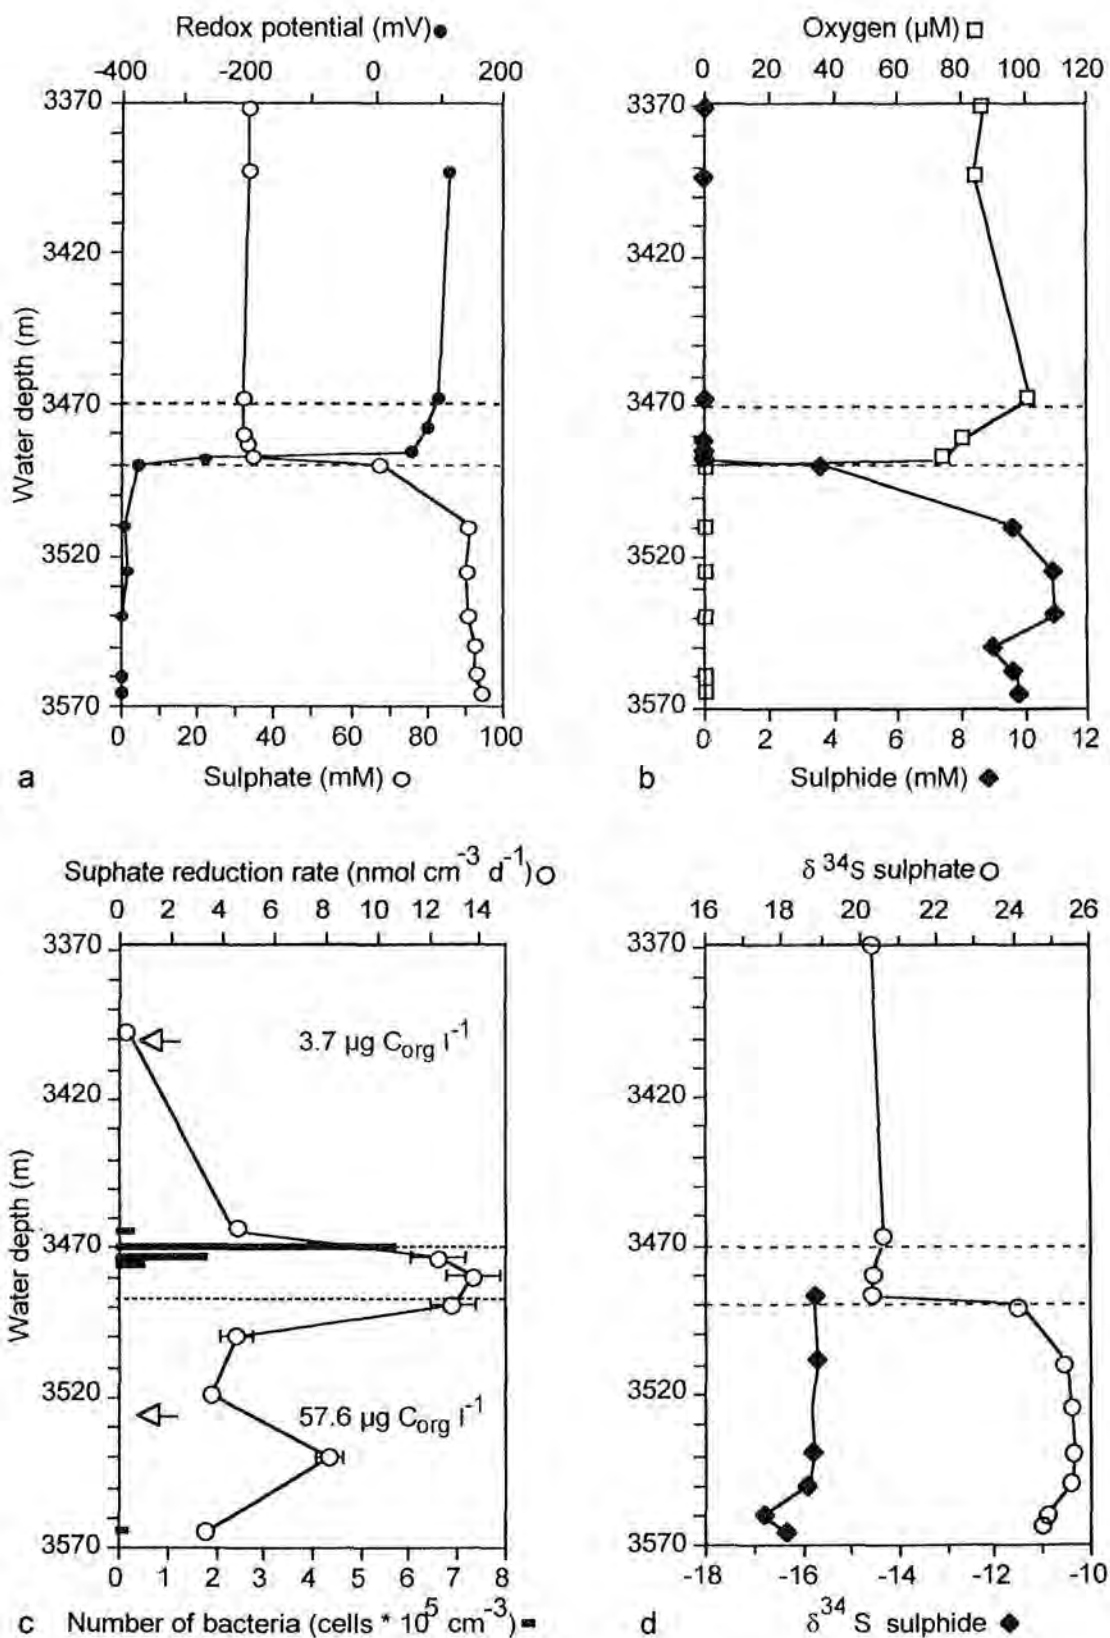 Redox potential (mV)
-400 -200 0 200
3370
3420
3470
3520
3570
Water depth (m)
0 20 40 60 80 100
a Sulphate (mM)
Oxygen (µM)
0 20 40 60 80 100 120
3370
3420
3470
3520
3570
0 2 4 6 8 10 12
b Sulphide (mM)
Suphate reduction rate (nmol cm-3 d-1)
0 2 4 6 8 10 12 14
3370
3420
3470
3520
3570
Water depth (m)
3.7 µg Corg l-1
57.6 µg Corg l-1
0 1 2 3 4 5 6 7 8
c Number of bacteria (cells * 10^5 cm-3)
δ 34S sulphate
16 18 20 22 24 26
3370
3420
3470
3520
3570
-18 -16 -14 -12 -10
d δ34 S sulphide